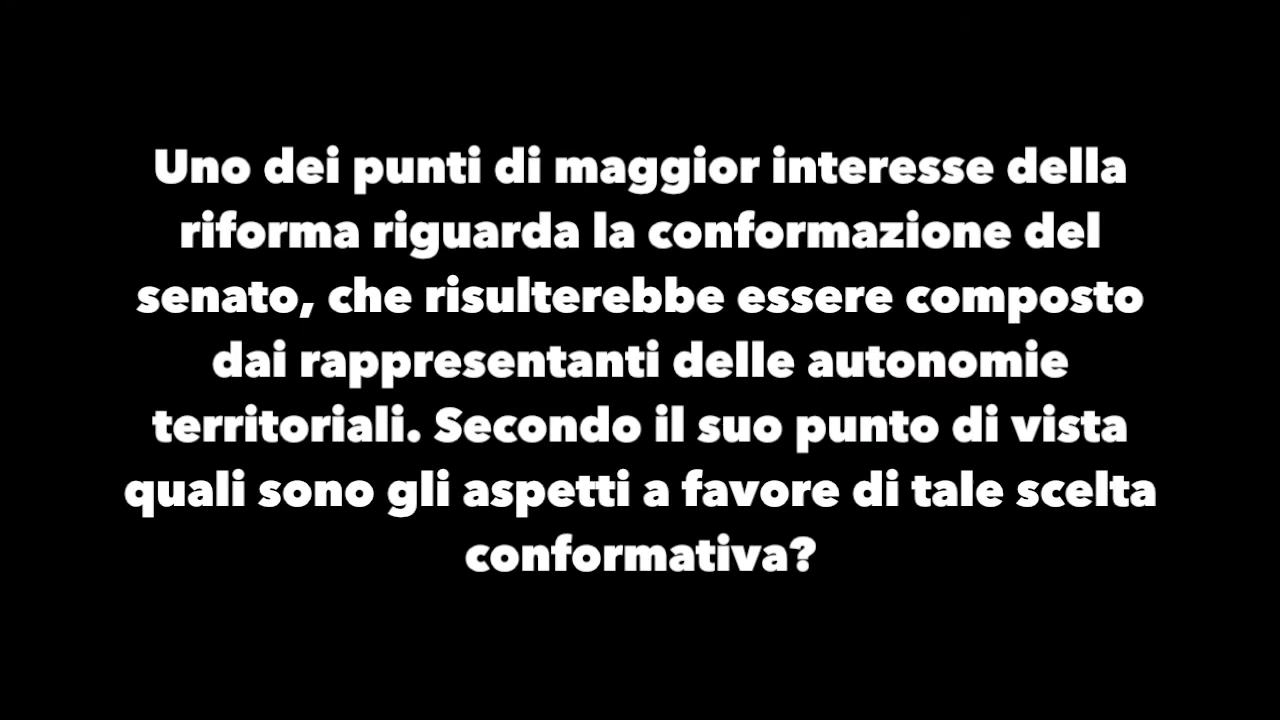 Uno dei punti di maggior interesse della
riforma riguarda la conformazione del
senato, che risulterebbe essere composto
dai rappresentanti delle autonomie
territoriali. Secondo il suo punto di vista
quali sono gli aspetti a favore di tale scelta
conformativa?